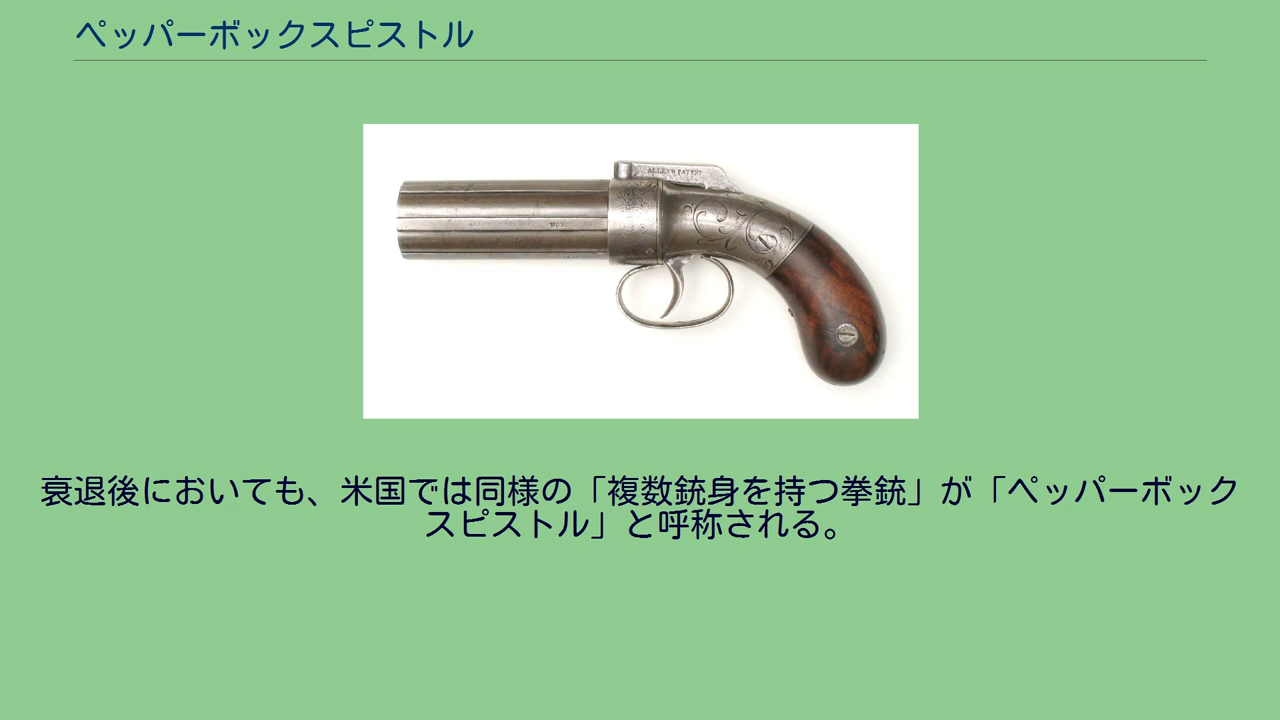 ペッパーボックスピストル
ALLEN'S PATENT
衰退後においても、米国では同様の「複数銃身を持つ拳銃」が「ペッパーボック
スピストル」と呼称される。